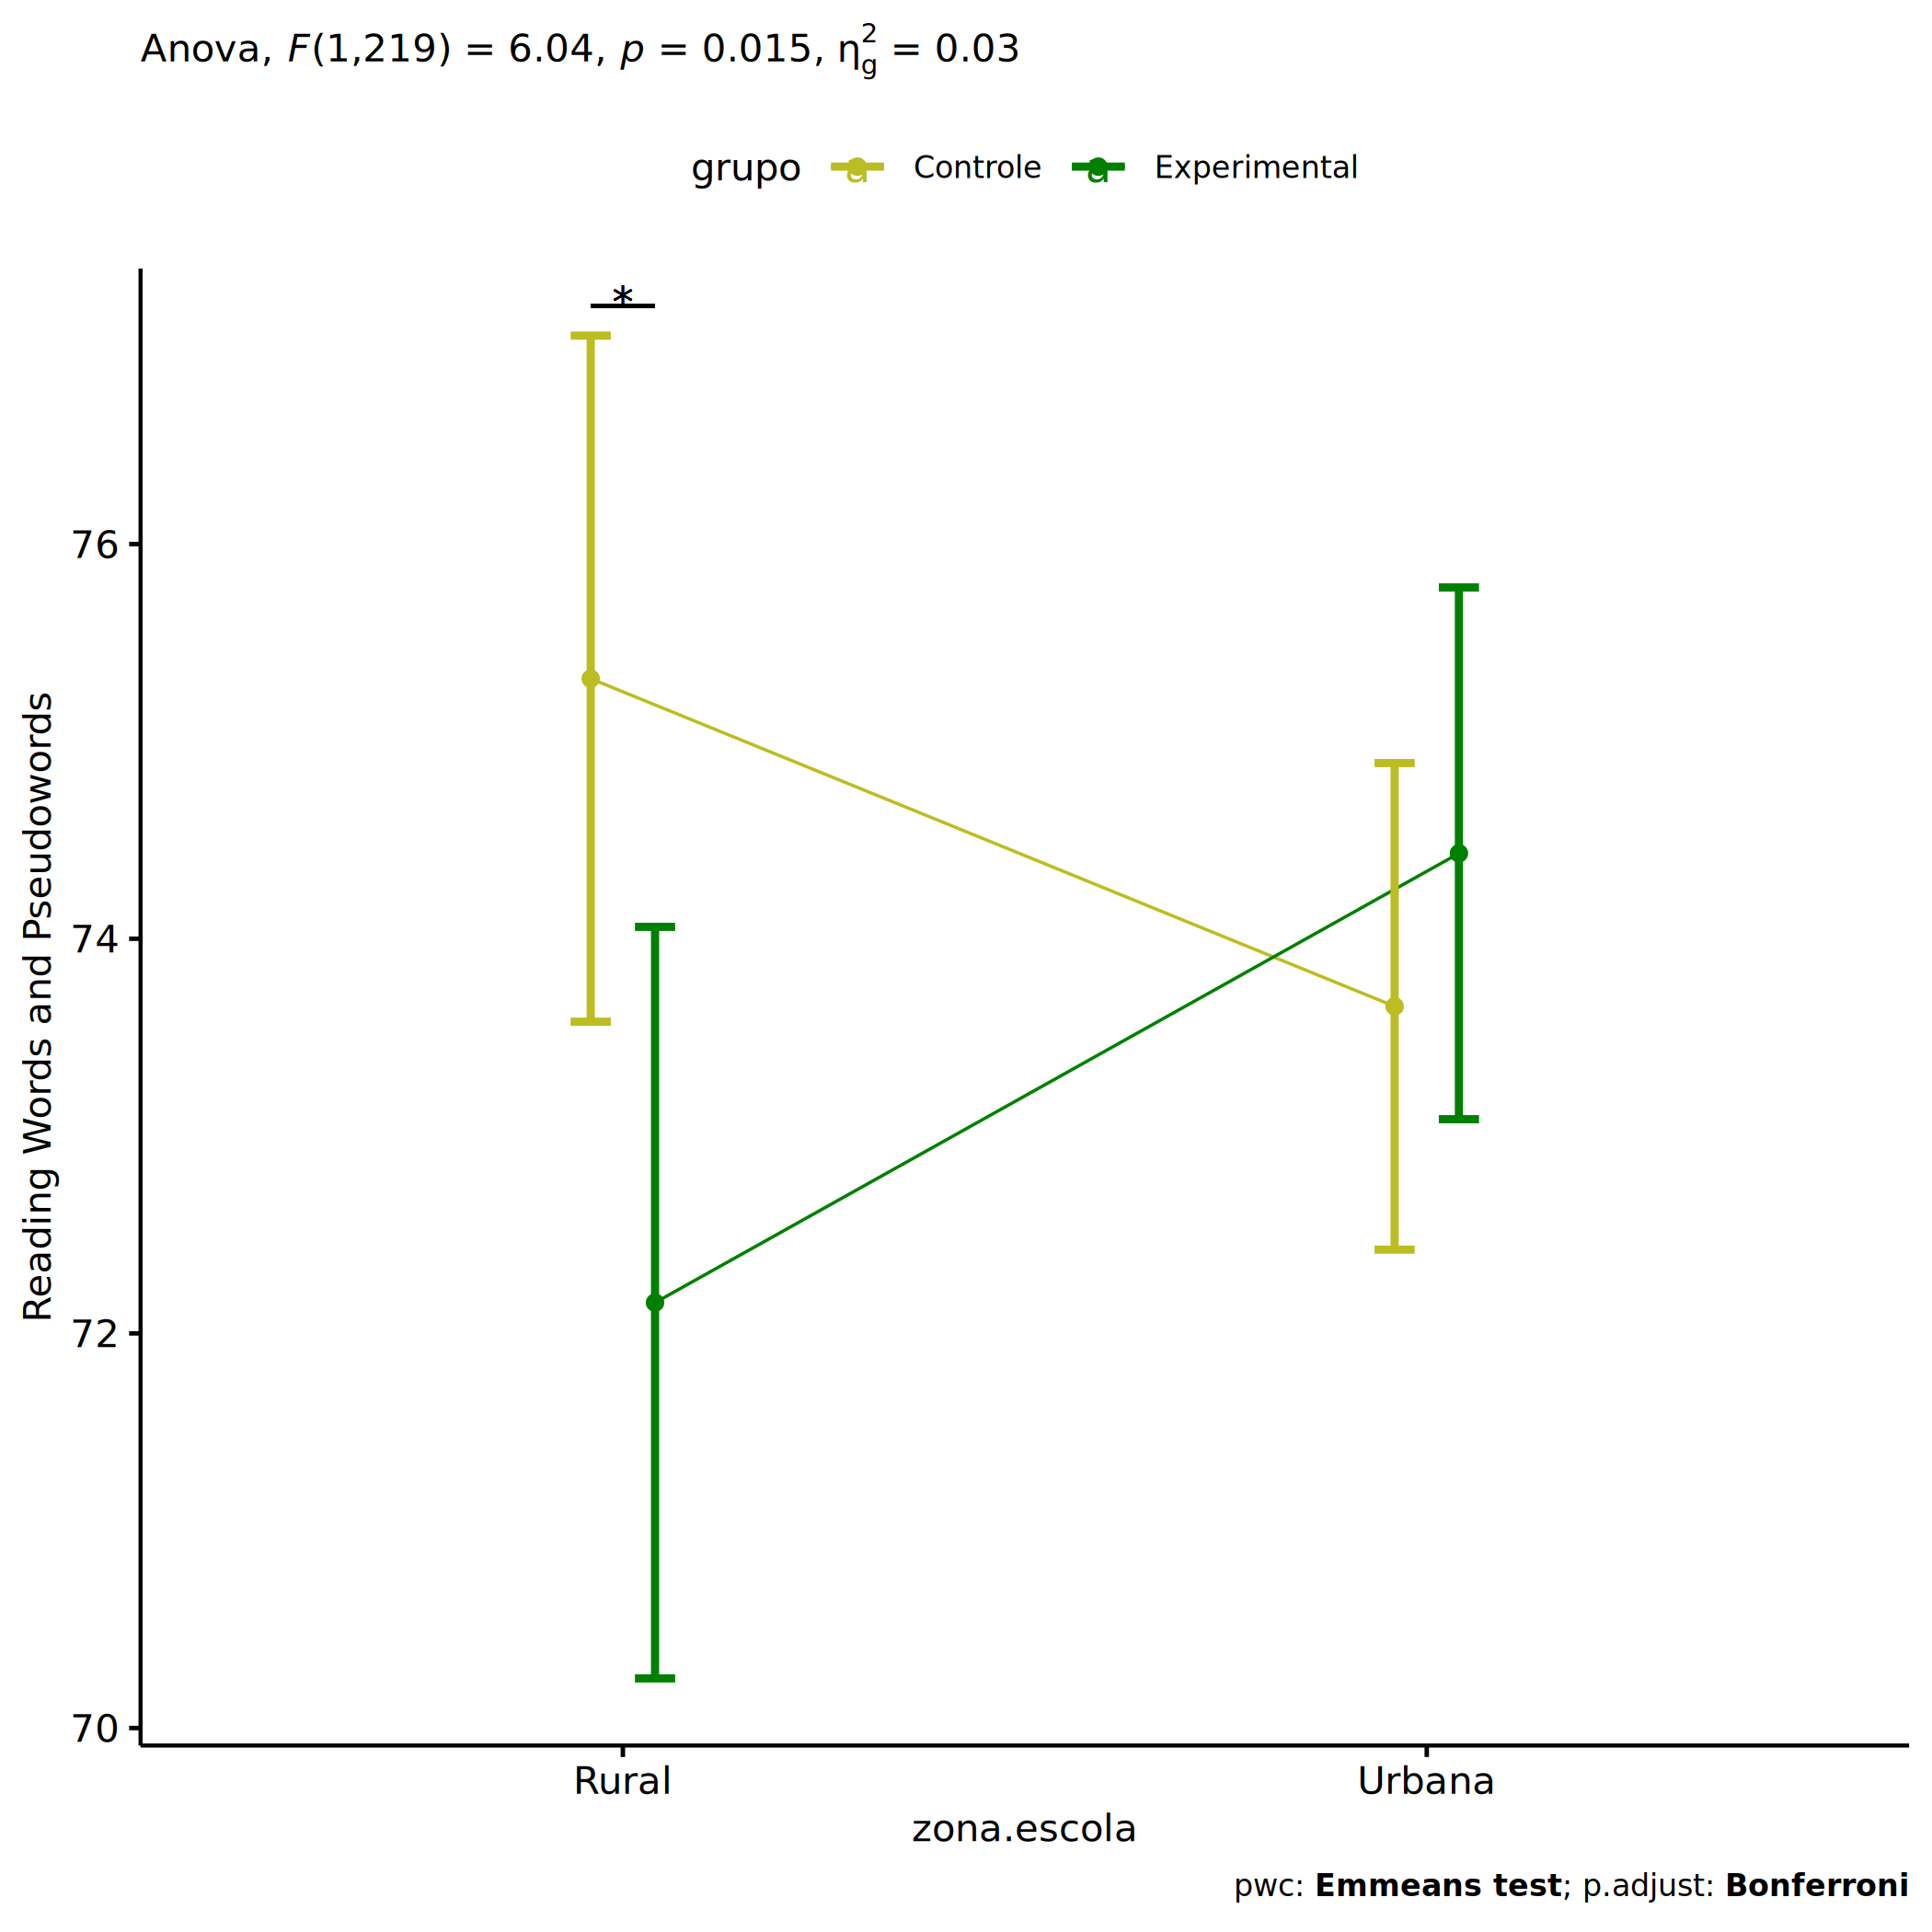 Anova, F(1,219) = 6.04, p = 0.015, η²g = 0.03
grupo Controle Experimental
*
76
74
72
70
Reading Words and Pseudowords
Rural Urbana
zona.escola
pwc: Emmeans test; p.adjust: Bonferroni